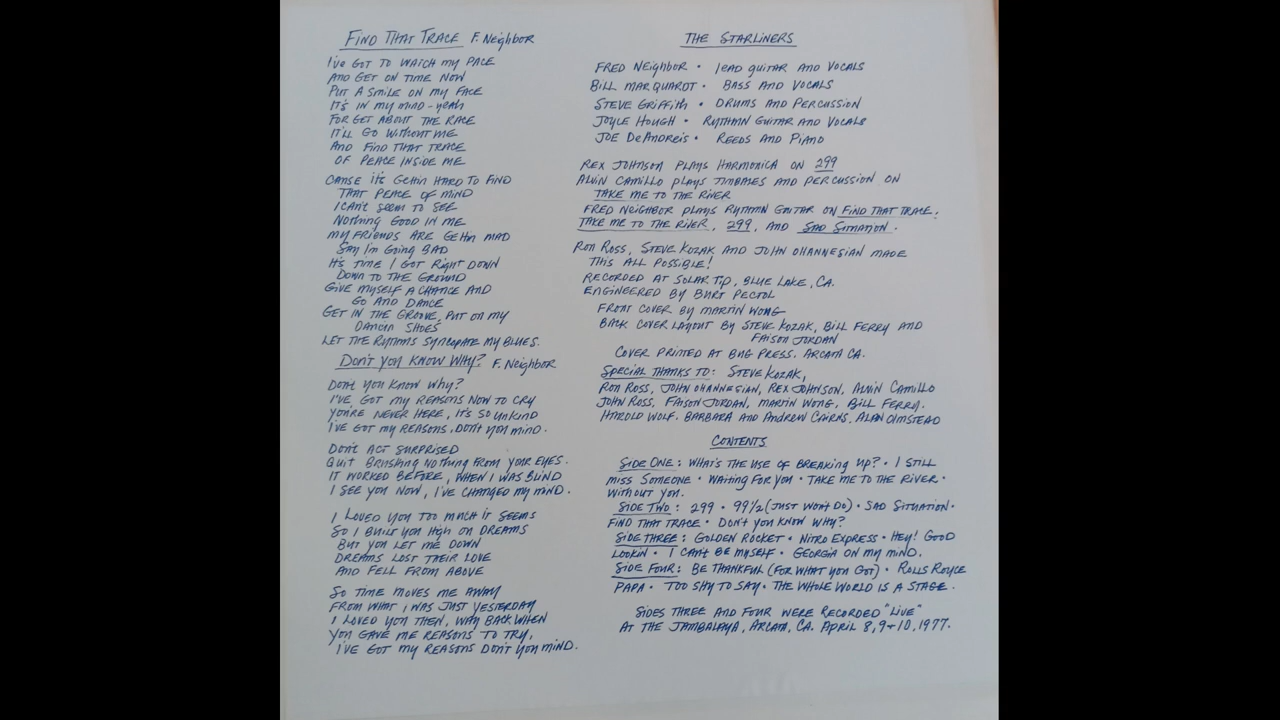 FIND THAT TRACE F. Neighbor
I've GOT TO WATCH MY PACE
AND GET ON TIME NOW
PUT A SMILE ON MY FACE
It's IN MY MIND - yeah
FORGET ABOUT THE RACE
IT'LL GO WITHOUT ME
AND FIND THAT TRACE
OF PEACE INSIDE ME
CAUSE it's GETTIN HARD TO FIND
THAT PEACE OF MIND
I CAN'T SEEM TO SEE
NOTHING GOOD IN ME
MY FRIENDS ARE GETTIN MAD
SAY I'M GOING BAD
IT'S TIME I GOT RIGHT DOWN
DOWN TO THE GROUND
GIVE MYSELF A CHANCE AND
GO AND DANCE
GET IN THE GROOVE, PUT ON MY
DANCIN SHOES
LET THE RYTHMS SYNCOPATE MY BLUES.
DON'T YOU KNOW WHY? F. Neighbor
DON'T YOU KNOW WHY?
I'VE GOT MY REASONS NOW TO CRY
YOU'RE NEVER HERE, IT'S SO UNKIND
I'VE GOT MY REASONS, DON'T YOU MIND.
DON'T ACT SURPRISED
QUIT BRUSHING NOTHING FROM YOUR EYES.
IT WORKED BEFORE, WHEN I WAS BLIND
I SEE YOU NOW, I'VE CHANGED MY MIND.
I LOVED YOU TOO MUCH IT SEEMS
SO I BUILT YOU HIGH ON DREAMS
BUT YOU LET ME DOWN
DREAMS LOST THEIR LOVE
AND FELL FROM ABOVE
SO TIME MOVES ME AWAY
FROM WHAT I WAS JUST YESTERDAY
I LOVED YOU THEN, WAY BACK WHEN
YOU GAVE ME REASONS TO TRY,
I'VE GOT MY REASONS DON'T YOU MIND.
THE STARLINERS
FRED NEIGHBOR • LEAD GUITAR AND VOCALS
BILL MARQUARDT • BASS AND VOCALS
STEVE GRIFFITH • DRUMS AND PERCUSSION
JOYLE HOUGH • RYTHMN GUITAR AND VOCALS
JOE DeANDREIS • REEDS AND PIANO
REX JOHNSON PLAYS HARMONICA ON 299
ALVIN CAMILLO PLAYS TIMBALES AND PERCUSSION ON
TAKE ME TO THE RIVER
FRED NEIGHBOR PLAYS RYTHMN GUITAR ON FIND THAT TRACE,
TAKE ME TO THE RIVER, 299, AND SAD SITUATION.
RON ROSS, STEVE KOZAK AND JOHN OHANNESIAN MADE
THIS ALL POSSIBLE!
RECORDED AT SOLAR TIP, BLUE LAKE, CA.
ENGINEERED BY BURT PECTOL
FRONT COVER BY MARTIN WONG
BACK COVER LAYOUT BY STEVE KOZAK, BILL FERRY AND
FAISON JORDAN
COVER PRINTED AT BUG PRESS. ARCATA CA.
SPECIAL THANKS TO: STEVE KOZAK,
RON ROSS, JOHN OHANNESIAN, REX JOHNSON, ALVIN CAMILLO
JOHN ROSS, FAISON JORDAN, MARTIN WONG, BILL FERRY.
HAROLD WOLF. BARBARA AND ANDREW CAIRNS, ALAN OLMSTEAD
CONTENTS
SIDE ONE: WHAT'S THE USE OF BREAKING UP? • I STILL
MISS SOMEONE • WAITING FOR YOU • TAKE ME TO THE RIVER •
WITHOUT YOU.
SIDE TWO: 299 • 99 1/2 (JUST WON'T DO) • SAD SITUATION •
FIND THAT TRACE • DON'T YOU KNOW WHY?
SIDE THREE: GOLDEN ROCKET • NITRO EXPRESS • HEY! GOOD
LOOKIN • I CAN'T BE MYSELF • GEORGIA ON MY MIND.
SIDE FOUR: BE THANKFUL (FOR WHAT YOU GOT) • ROLLS ROYCE
PAPA • TOO SHY TO SAY • THE WHOLE WORLD IS A STAGE.
SIDES THREE AND FOUR WERE RECORDED "LIVE"
AT THE JAMBALAYA, ARCATA, CA. APRIL 8, 9 + 10, 1977.